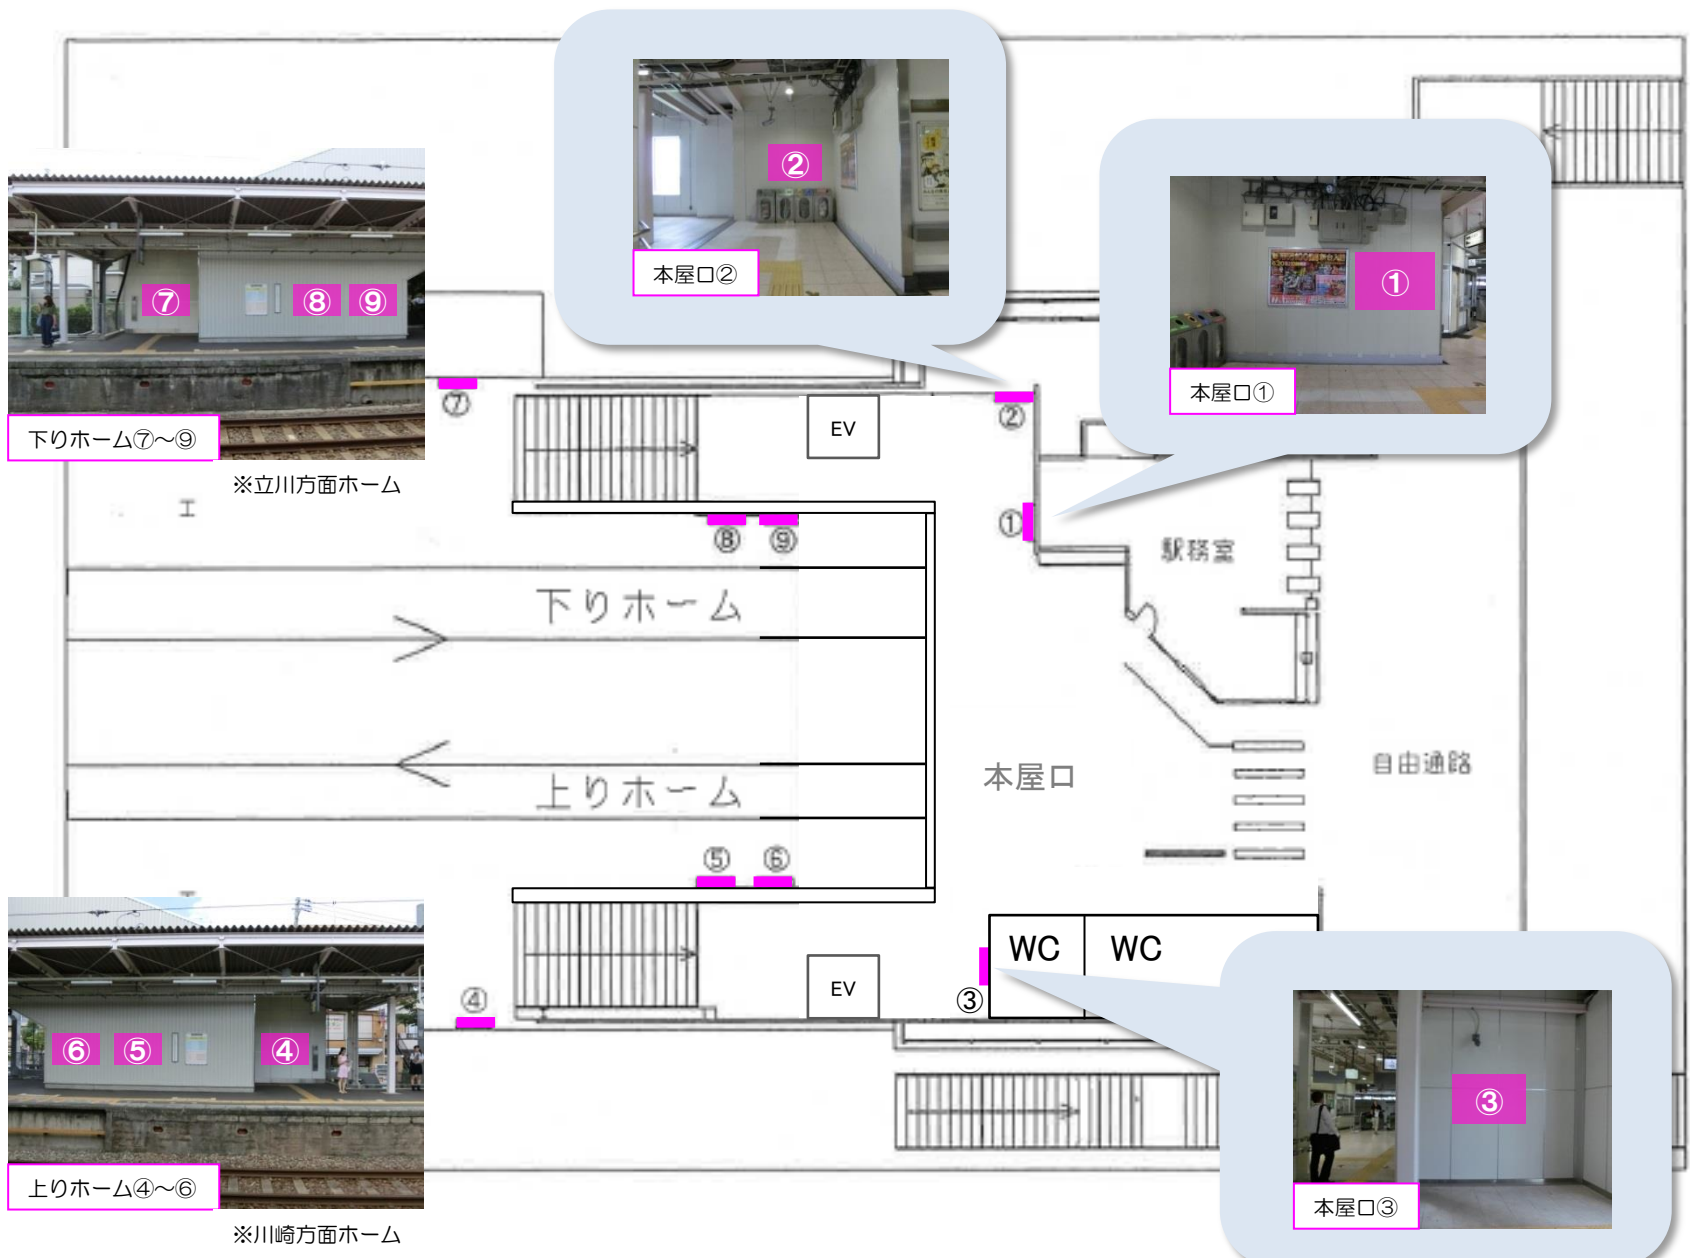 ②
本屋口②
①
本屋口①
⑦
⑧
⑨
下りホーム⑦～⑨
※立川方面ホーム
⑦
EV
②
①
⑧
⑨
駅務室
下りホーム
本屋口
自由通路
上りホーム
⑤
⑥
WC
WC
④
EV
③
⑥
⑤
④
上りホーム④～⑥
※川崎方面ホーム
③
本屋口③